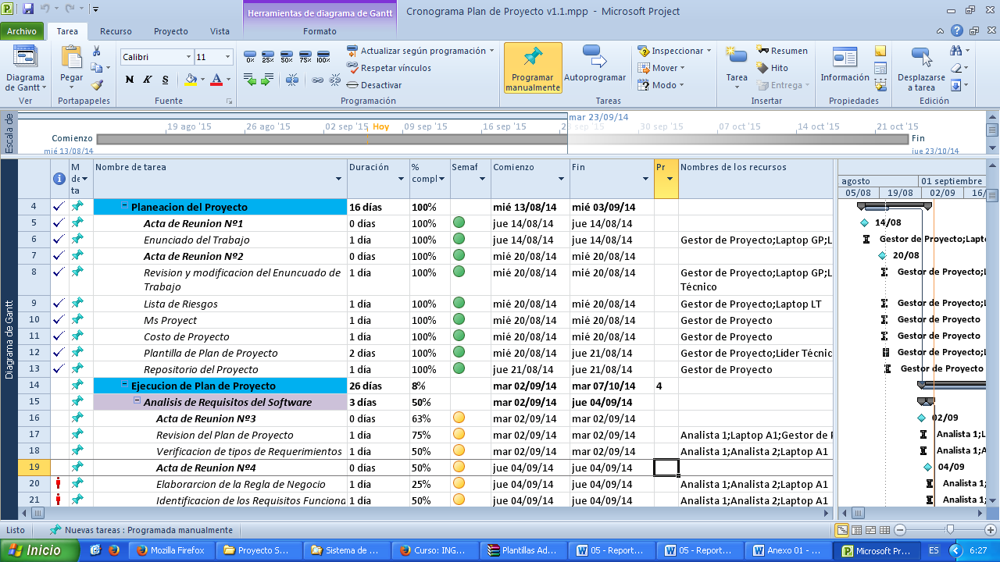 Herramientas de diagrama de Gantt
Cronograma Plan de Proyecto v1.1.mpp - Microsoft Project
Archivo Tarea Recurso Proyecto Vista Formato
Diagrama de Gantt
Pegar
Calibri 11
N K S A
0% 25% 50% 75% 100%
Actualizar según programación
Respetar vínculos
Desactivar
Programar manualmente
Autoprogramar
Inspeccionar
Mover
Modo
Tarea
Resumen
Hito
Entrega
Información
Desplazarse a tarea
Ver Portapapeles Fuente Programación Tareas Insertar Propiedades Edición
Escala de
mar 23/09/14
19 ago '15 26 ago '15 02 sep '15 Hoy 09 sep '15 16 sep '15 30 sep '15 07 oct '15 14 oct '15 21 oct '15
Comienzo
mié 13/08/14
Fin
jue 23/10/14
Diagrama de Gantt
M de ta Nombre de tarea Duración % compl Semaf Comienzo Fin Pr Nombres de los recursos
agosto 01 septiembre
05/08 19/08 02/09 16/
4 Planeacion del Proyecto 16 días 100% mié 13/08/14 mié 03/09/14
5 Acta de Reunion Nº1 0 días 100% jue 14/08/14 jue 14/08/14 14/08
6 Enunciado del Trabajo 1 día 100% jue 14/08/14 jue 14/08/14 Gestor de Proyecto;Laptop GP;L Gestor de Proyecto;Lapto
7 Acta de Reunion Nº2 0 días 100% mié 20/08/14 mié 20/08/14 20/08
8 Revision y modificacion del Enuncuado de Trabajo 1 día 100% mié 20/08/14 mié 20/08/14 Gestor de Proyecto;Laptop GP;L Técnico Gestor de Proyecto;L
9 Lista de Riesgos 1 día 100% mié 20/08/14 mié 20/08/14 Gestor de Proyecto;Laptop LT Gestor de Proyecto;L
10 Ms Proyect 1 día 100% mié 20/08/14 mié 20/08/14 Gestor de Proyecto Gestor de Proyecto
11 Costo de Proyecto 1 día 100% mié 20/08/14 mié 20/08/14 Gestor de Proyecto Gestor de Proyecto
12 Plantilla de Plan de Proyecto 2 días 100% mié 20/08/14 jue 21/08/14 Gestor de Proyecto;Líder Técnic Gestor de Proyecto;L
13 Repositorio del Proyecto 1 día 100% jue 21/08/14 jue 21/08/14 Gestor de Proyecto Gestor de Proyecto
14 Ejecucion de Plan de Proyecto 26 días 8% mar 02/09/14 mar 07/10/14 4
15 Analisis de Requisitos del Software 3 días 50% mar 02/09/14 jue 04/09/14
16 Acta de Reunion Nº3 0 días 63% mar 02/09/14 mar 02/09/14 02/09
17 Revision del Plan de Proyecto 1 día 75% mar 02/09/14 mar 02/09/14 Analista 1;Laptop A1;Gestor de P Analista 1;L
18 Verificacion de tipos de Requerimientos 1 día 50% mar 02/09/14 mar 02/09/14 Analista 1;Analista 2;Laptop A1 Analista 1;A
19 Acta de Reunion Nº4 0 días 50% jue 04/09/14 jue 04/09/14 04/09
20 Elaborarcion de la Regla de Negocio 1 día 25% jue 04/09/14 jue 04/09/14 Analista 1;Analista 2;Laptop A1 Analista 1;
21 Identificacion de los Requisitos Funciona 1 día 50% jue 04/09/14 jue 04/09/14 Analista 1;Analista 2;Laptop A1 Analista 1;
Listo Nuevas tareas : Programada manualmente
Inicio Mozilla Firefox Proyecto S... Sistema de ... Curso: ING... Plantillas Ad... 05 - Report... 05 - Report... Anexo 01 - ... Microsoft Pr... ES 6:27